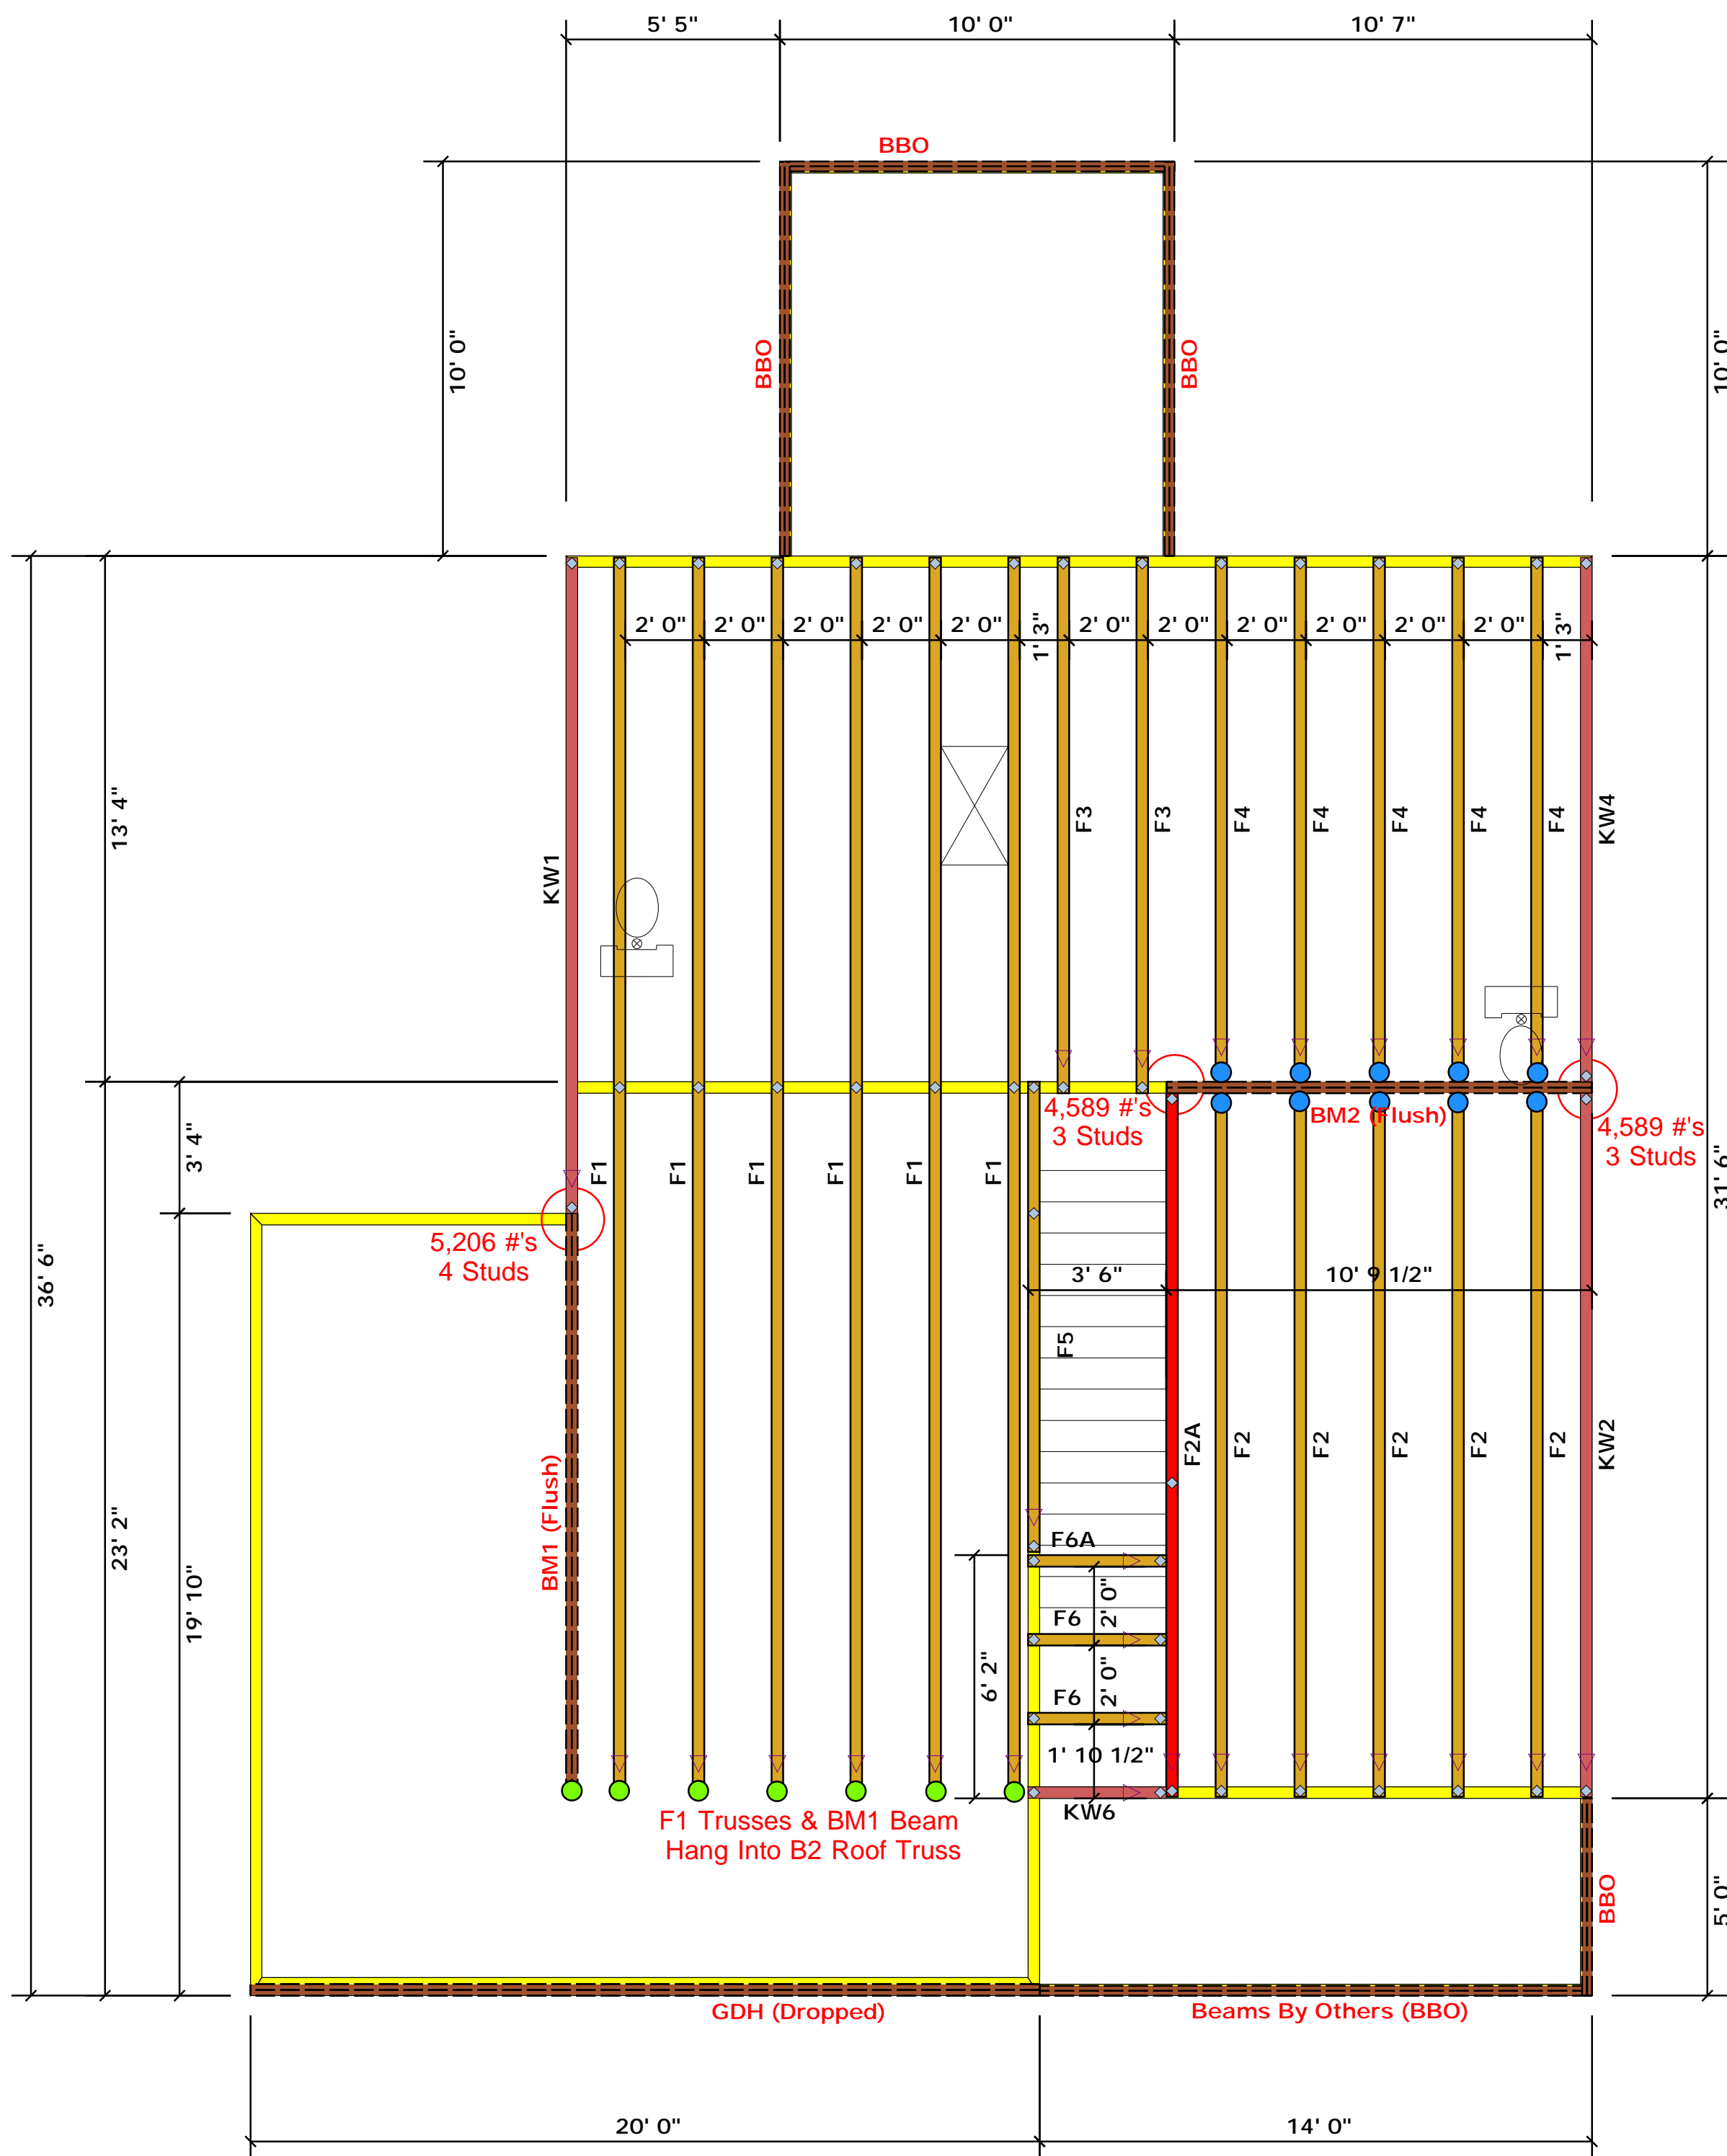 5' 5"
10' 0"
10' 7"
BBO
10' 0"
BBO
BBO
10' 0"
2' 0"
2' 0"
2' 0"
2' 0"
2' 0"
1' 3"
2' 0"
2' 0"
2' 0"
2' 0"
2' 0"
2' 0"
1' 3"
13' 4"
KW1
F3
F3
F4
F4
F4
F4
F4
KW4
4,589 #'s
3 Studs
BM2 (Flush)
4,589 #'s
3 Studs
3' 4"
F1
F1
F1
F1
F1
F1
31' 6"
5,206 #'s
4 Studs
36' 6"
3' 6"
10' 9 1/2"
F5
F2A
F2
F2
F2
F2
F2
KW2
23' 2"
BM1 (Flush)
19' 10"
F6A
2' 0"
F6
6' 2"
2' 0"
F6
1' 10 1/2"
KW6
F1 Trusses & BM1 Beam
Hang Into B2 Roof Truss
BBO
5' 0"
GDH (Dropped)
Beams By Others (BBO)
20' 0"
14' 0"